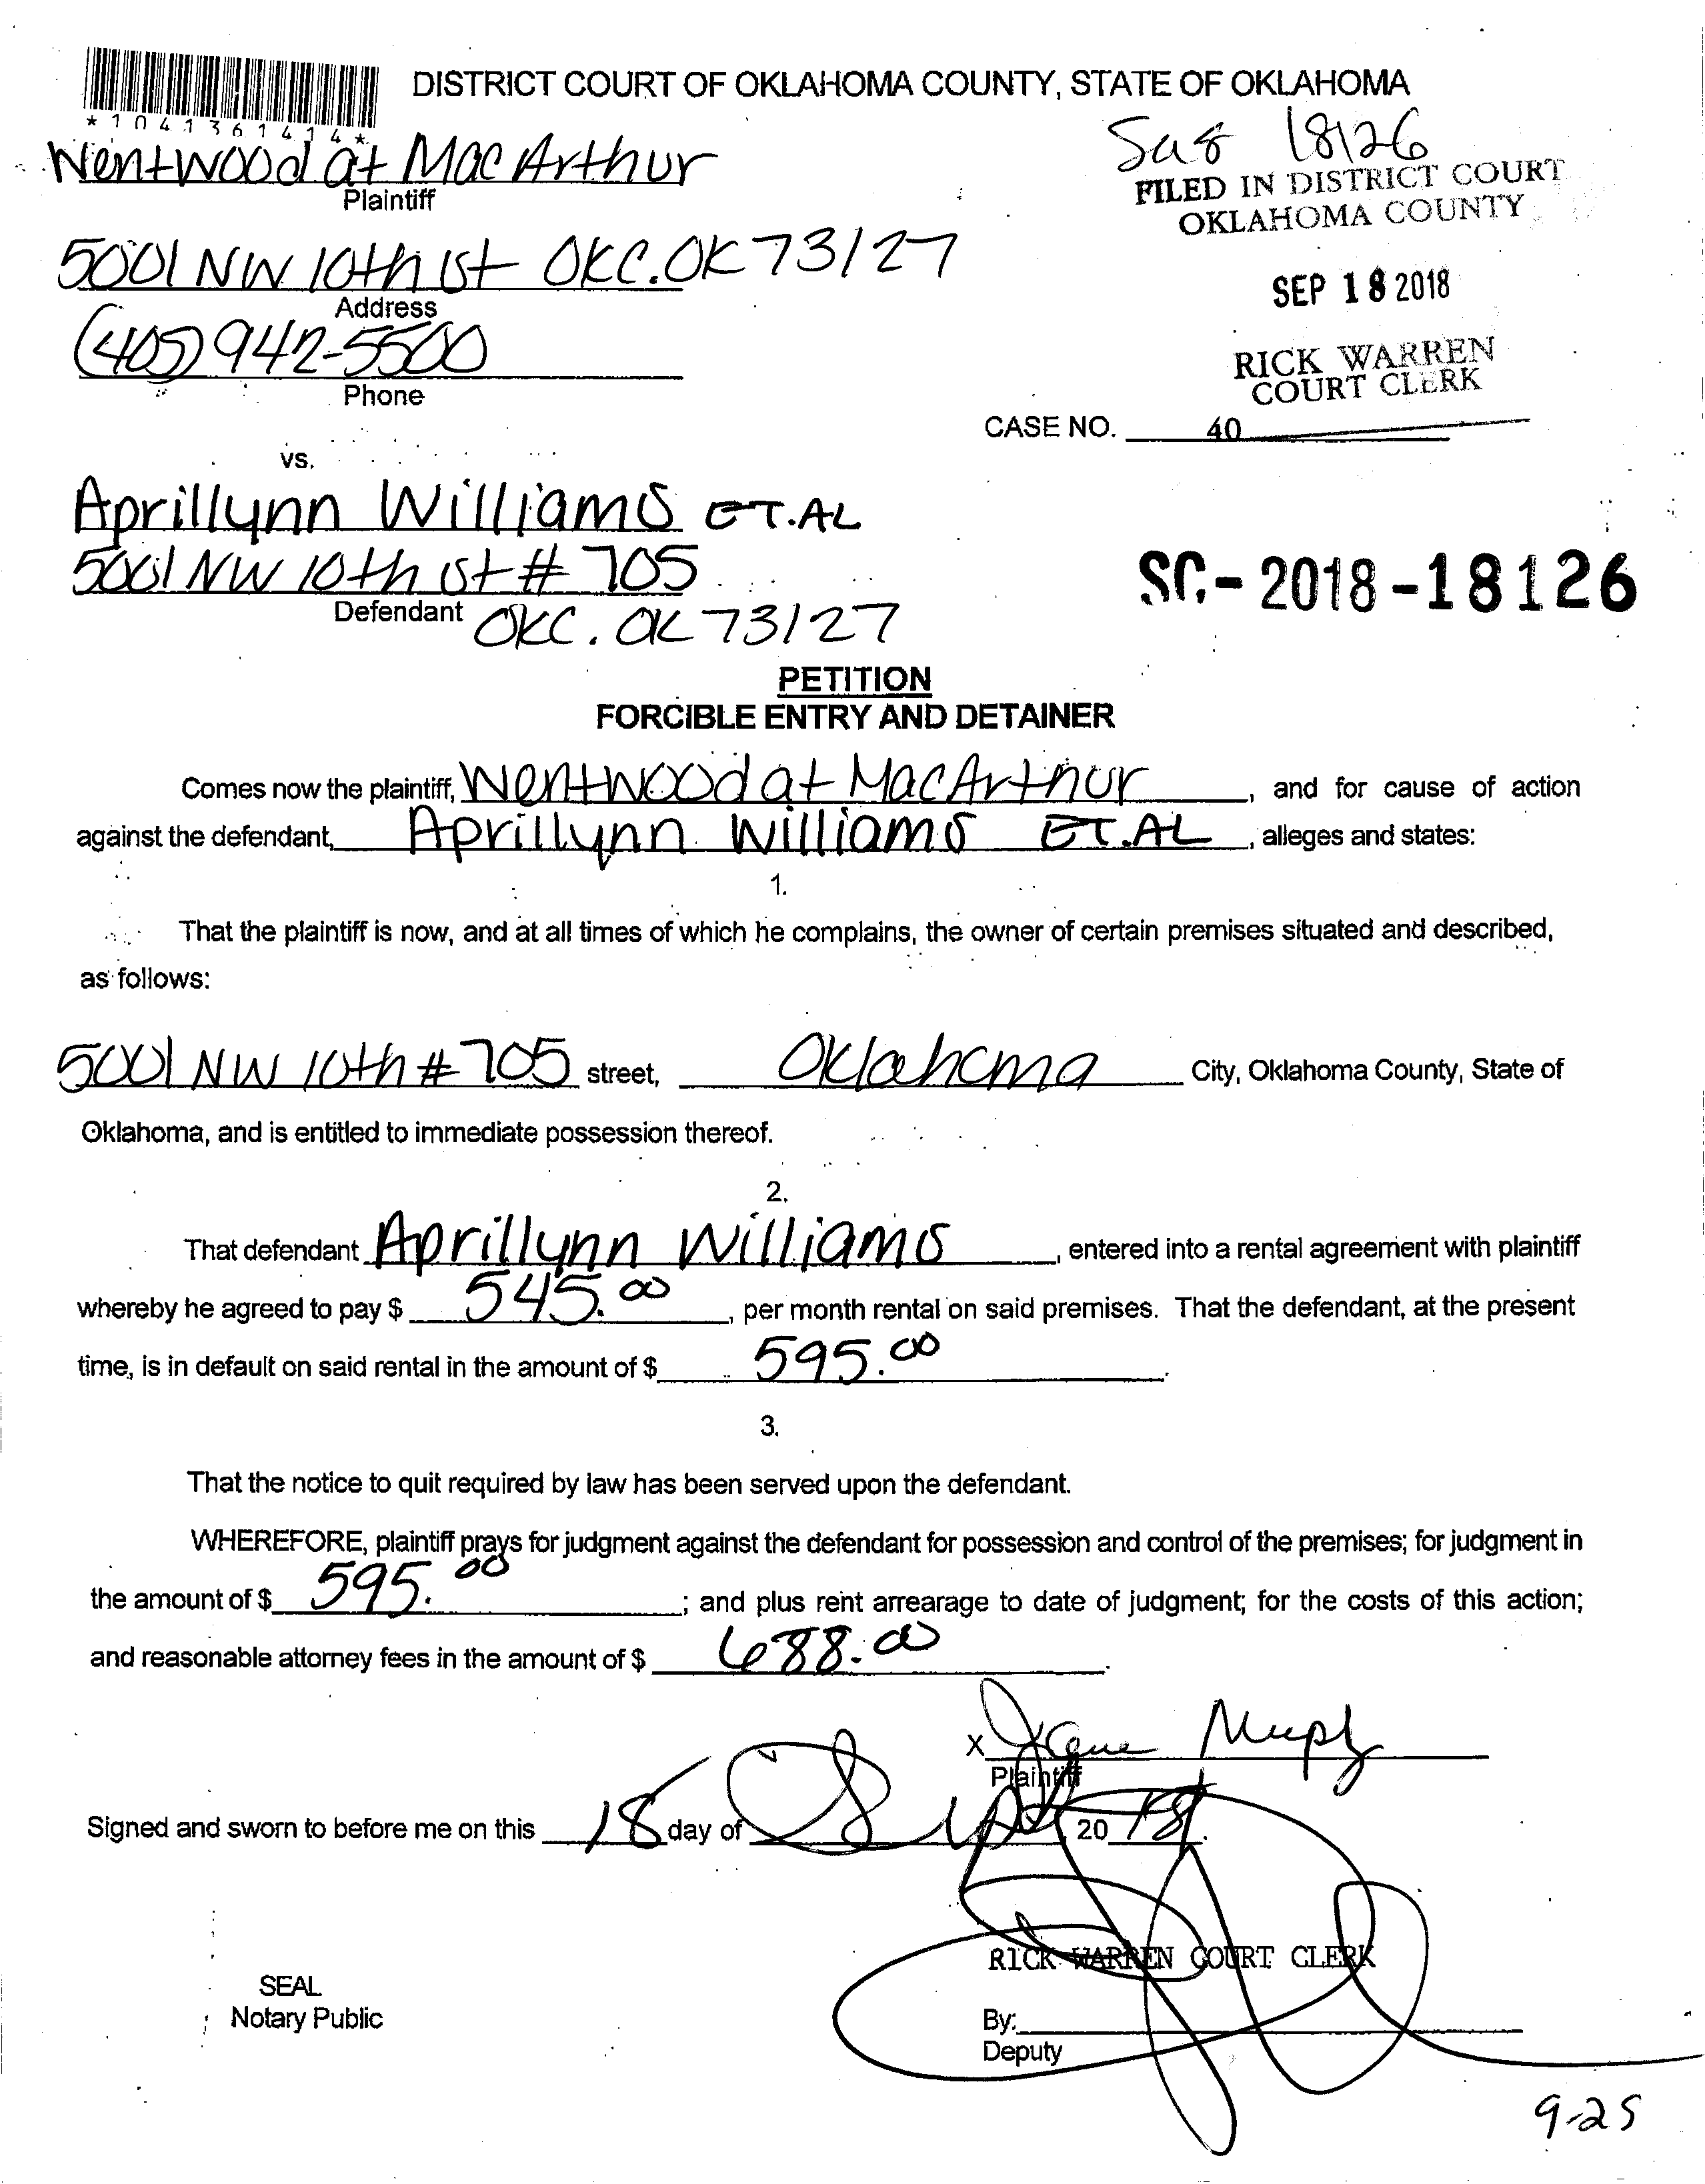 DISTRICT COURT OF OKLAHOMA COUNTY, STATE OF OKLAHOMA
*1041361414*
18126
Wentwood at MacArthur
Plaintiff
FILED IN DISTRICT COURT
OKLAHOMA COUNTY
5001 NW 10th st OKC. OK 73127
Address
SEP 18 2018
(405) 942-5500
Phone
RICK WARREN
COURT CLERK
CASE NO. 40
vs.
Aprillynn Williams ET.AL
5001 NW 10th st # 705
Defendant OKC. OK 73127
SC-2018-18126
PETITION
FORCIBLE ENTRY AND DETAINER
Comes now the plaintiff, Wentwood at MacArthur, and for cause of action
against the defendant, Aprillynn Williams ET.AL, alleges and states:
1.
That the plaintiff is now, and at all times of which he complains, the owner of certain premises situated and described,
as follows:
5001 NW 10th # 705 street, Oklahoma City, Oklahoma County, State of
Oklahoma, and is entitled to immediate possession thereof.
2.
That defendant Aprillynn Williams, entered into a rental agreement with plaintiff
whereby he agreed to pay $ 545.00, per month rental on said premises. That the defendant, at the present
time, is in default on said rental in the amount of $ 595.00.
3.
That the notice to quit required by law has been served upon the defendant.
WHEREFORE, plaintiff prays for judgment against the defendant for possession and control of the premises; for judgment in
the amount of $ 595.00; and plus rent arrearage to date of judgment; for the costs of this action;
and reasonable attorney fees in the amount of $ 688.00.
X Murphy
Plaintiff
Signed and sworn to before me on this 18 day of Sept 20 18.
RICK WARREN COURT CLERK
SEAL
Notary Public
By:
Deputy
9-25